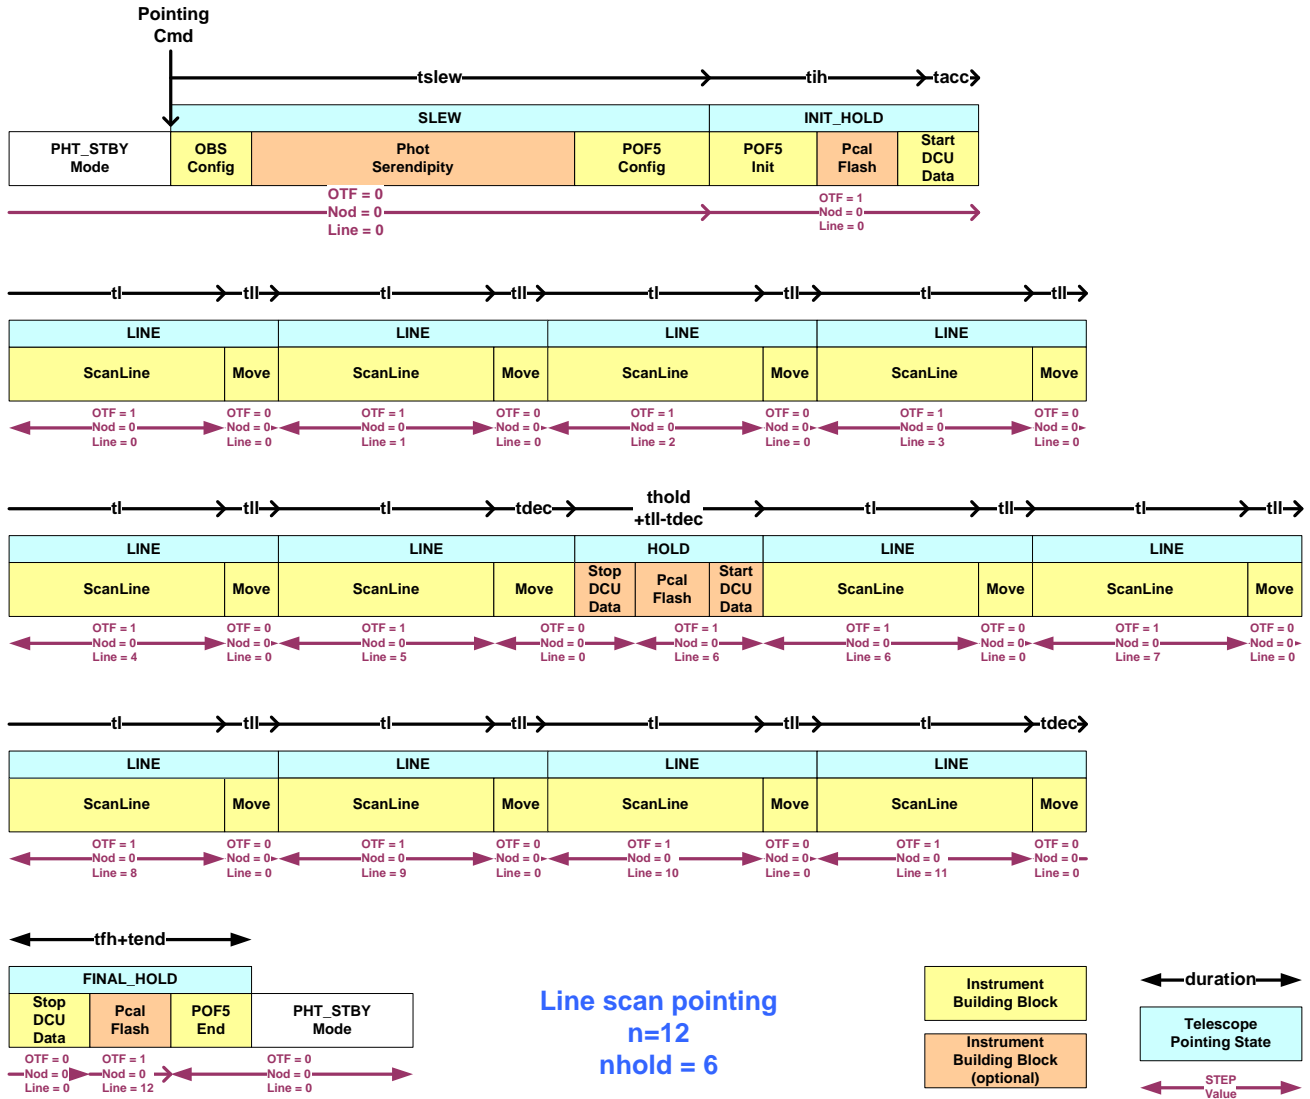 Pointing
Cmd
tslew
tih
tacc
SLEW
INIT_HOLD
PHT_STBY
Mode
OBS
Config
Phot
Serendipity
POF5
Config
POF5
Init
Pcal
Flash
Start
DCU
Data
OTF = 0
Nod = 0
Line = 0
OTF = 1
Nod = 0
Line = 0
tl
tll
tl
tll
tl
tll
tl
tll
LINE
LINE
LINE
LINE
ScanLine
Move
ScanLine
Move
ScanLine
Move
ScanLine
Move
OTF = 1
Nod = 0
Line = 0
OTF = 0
Nod = 0
Line = 0
OTF = 1
Nod = 0
Line = 1
OTF = 0
Nod = 0
Line = 0
OTF = 1
Nod = 0
Line = 2
OTF = 0
Nod = 0
Line = 0
OTF = 1
Nod = 0
Line = 3
OTF = 0
Nod = 0
Line = 0
tl
tll
tl
tdec
thold
+tll-tdec
tl
tll
tl
tll
LINE
LINE
HOLD
LINE
LINE
ScanLine
Move
ScanLine
Move
Stop
DCU
Data
Pcal
Flash
Start
DCU
Data
ScanLine
Move
ScanLine
Move
OTF = 1
Nod = 0
Line = 4
OTF = 0
Nod = 0
Line = 0
OTF = 1
Nod = 0
Line = 5
OTF = 0
Nod = 0
Line = 0
OTF = 1
Nod = 0
Line = 6
OTF = 1
Nod = 0
Line = 6
OTF = 0
Nod = 0
Line = 0
OTF = 1
Nod = 0
Line = 7
OTF = 0
Nod = 0
Line = 0
tl
tll
tl
tll
tl
tll
tl
tdec
LINE
LINE
LINE
LINE
ScanLine
Move
ScanLine
Move
ScanLine
Move
ScanLine
Move
OTF = 1
Nod = 0
Line = 8
OTF = 0
Nod = 0
Line = 0
OTF = 1
Nod = 0
Line = 9
OTF = 0
Nod = 0
Line = 0
OTF = 1
Nod = 0
Line = 10
OTF = 0
Nod = 0
Line = 0
OTF = 1
Nod = 0
Line = 11
OTF = 0
Nod = 0
Line = 0
tfh+tend
FINAL_HOLD
Stop
DCU
Data
Pcal
Flash
POF5
End
PHT_STBY
Mode
OTF = 0
Nod = 0
Line = 0
OTF = 1
Nod = 0
Line = 12
OTF = 0
Nod = 0
Line = 0
Line scan pointing
n=12
nhold = 6
Instrument
Building Block
Instrument
Building Block
(optional)
duration
Telescope
Pointing State
STEP
Value